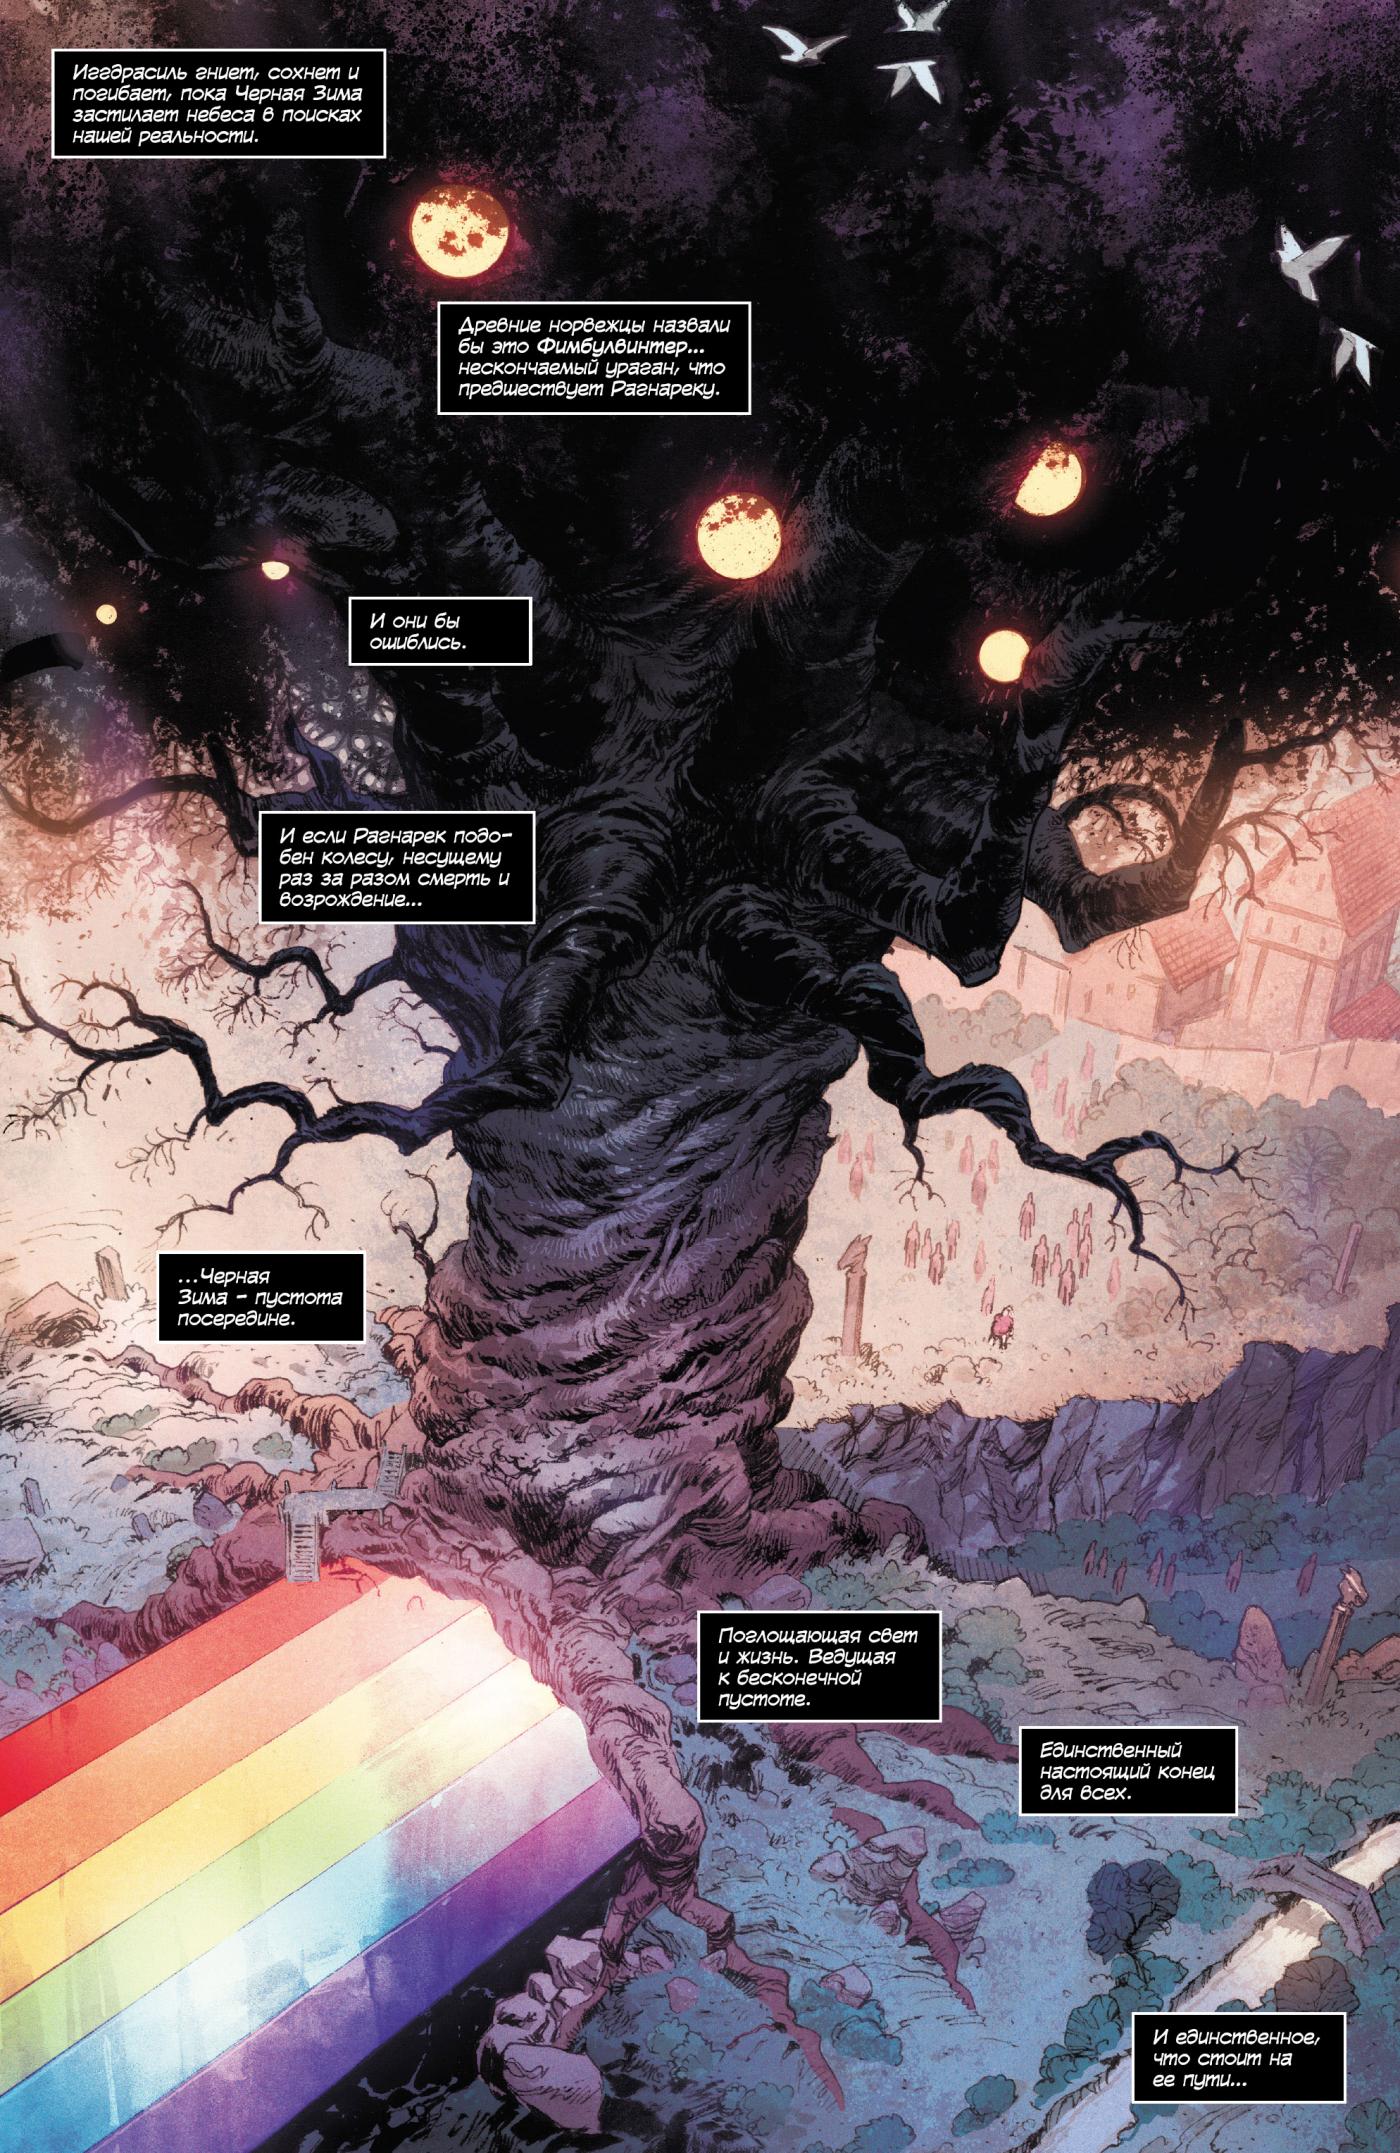 Иггдрасиль гниет, сохнет и
погибает, пока Черная Зима
застилает небеса в поисках
нашей реальности.
Древние норвежцы назвали
бы это Фимбулвинтер...
нескончаемый ураган, что
предшествует Рагнареку.
И они бы
ошиблись.
И если Рагнарек подо-
бен колесу, несущему
раз за разом смерть и
возрождение...
...Черная
Зима - пустота
посередине.
Поглощающая свет
и жизнь. Ведущая
к бесконечной
пустоте.
Единственный
настоящий конец
для всех.
И единственное,
что стоит на
ее пути...